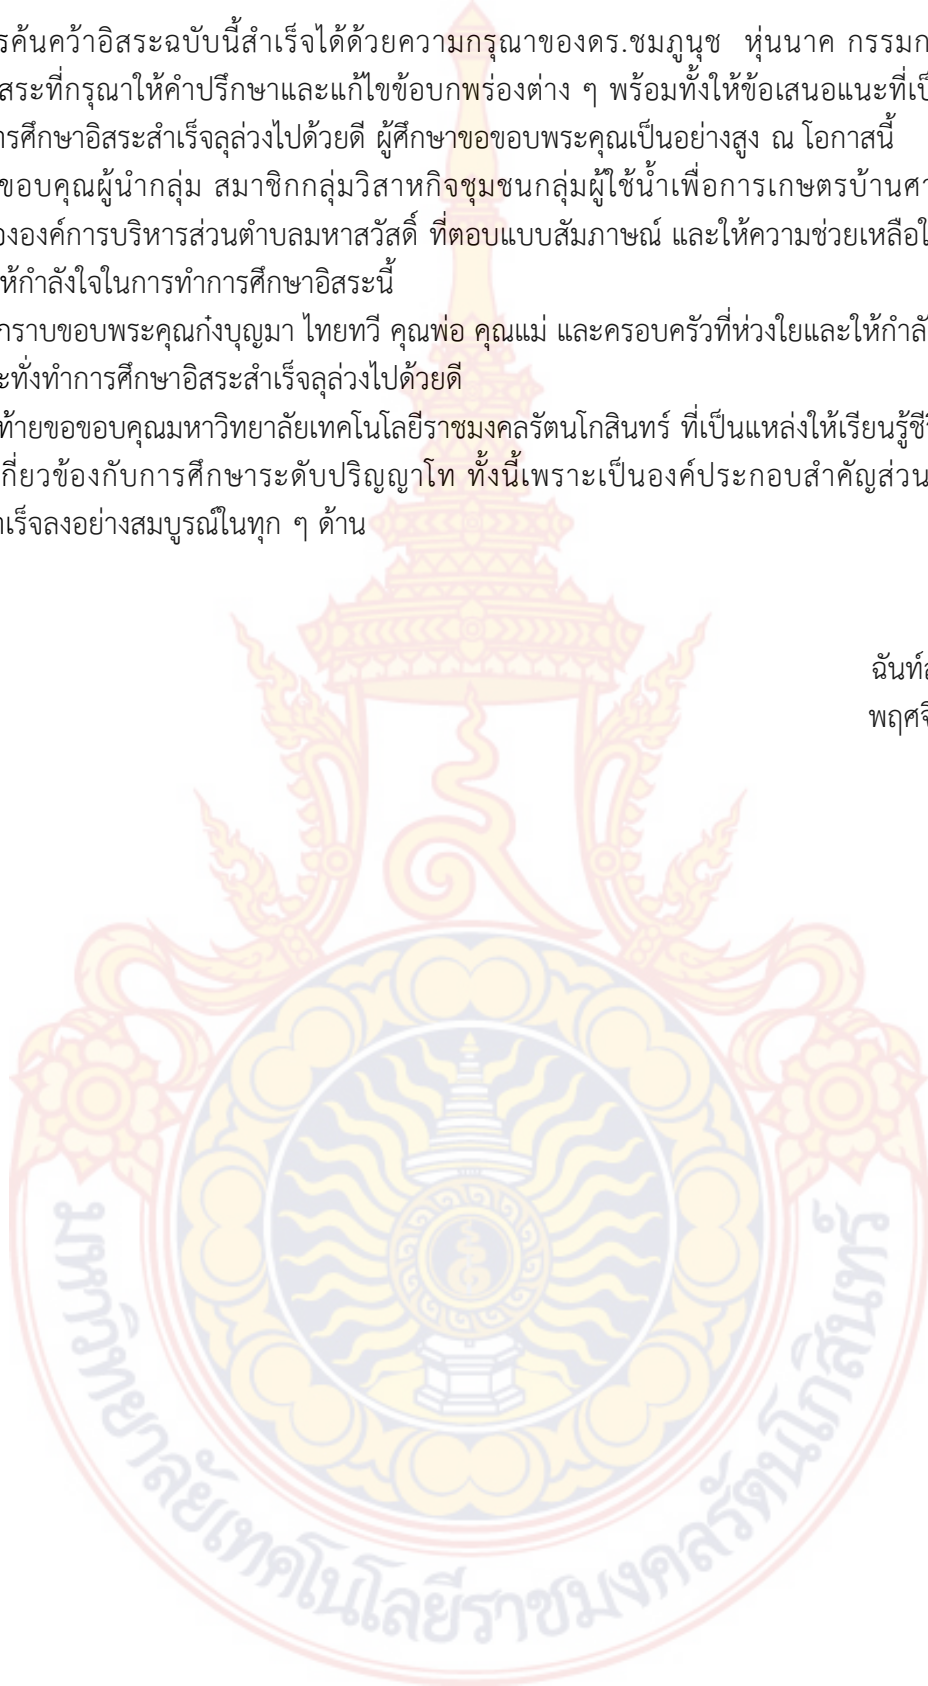 รค้นคว้าอิสระฉบับนี้สำเร็จได้ด้วยความกรุณาของดร.ชมภูนุช หุ่นนาค กรรมก
สระที่กรุณาให้คำปรึกษาและแก้ไขข้อบกพร่องต่าง ๆ พร้อมทั้งให้ข้อเสนอแนะที่เป็
ารศึกษาอิสระสำเร็จลุล่วงไปด้วยดี ผู้ศึกษาขอขอบพระคุณเป็นอย่างสูง ณ โอกาสนี้
ขอบคุณผู้นำกลุ่ม สมาชิกกลุ่มวิสาหกิจชุมชนกลุ่มผู้ใช้น้ำเพื่อการเกษตรบ้านศา
ององค์การบริหารส่วนตำบลมหาสวัสดิ์ ที่ตอบแบบสัมภาษณ์ และให้ความช่วยเหลือใ
ห้กำลังใจในการทำการศึกษาอิสระนี้
กราบขอบพระคุณก๋งบุญมา ไทยทวี คุณพ่อ คุณแม่ และครอบครัวที่ห่วงใยและให้กำลั
ะทั่งทำการศึกษาอิสระสำเร็จลุล่วงไปด้วยดี
ท้ายขอขอบคุณมหาวิทยาลัยเทคโนโลยีราชมงคลรัตนโกสินทร์ ที่เป็นแหล่งให้เรียนรู้ชี
กี่ยวข้องกับการศึกษาระดับปริญญาโท ทั้งนี้เพราะเป็นองค์ประกอบสำคัญส่วน
าเร็จลงอย่างสมบูรณ์ในทุก ๆ ด้าน
ฉันท์
พฤศจิ
มหาวิทยาลัยเทคโนโลยีราชมงคลรัตนโกสินทร์